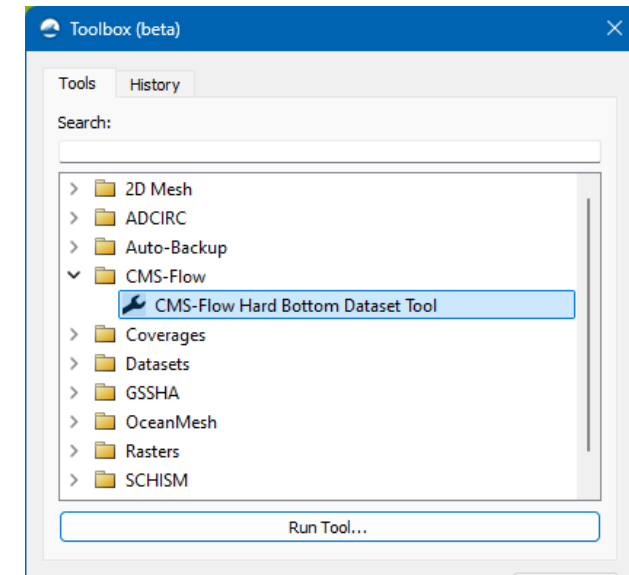 Toolbox (beta)
Tools History
Search:
2D Mesh
ADCIRC
Auto-Backup
CMS-Flow
CMS-Flow Hard Bottom Dataset Tool
Coverages
Datasets
GSSHA
OceanMesh
Rasters
SCHISM
Run Tool...